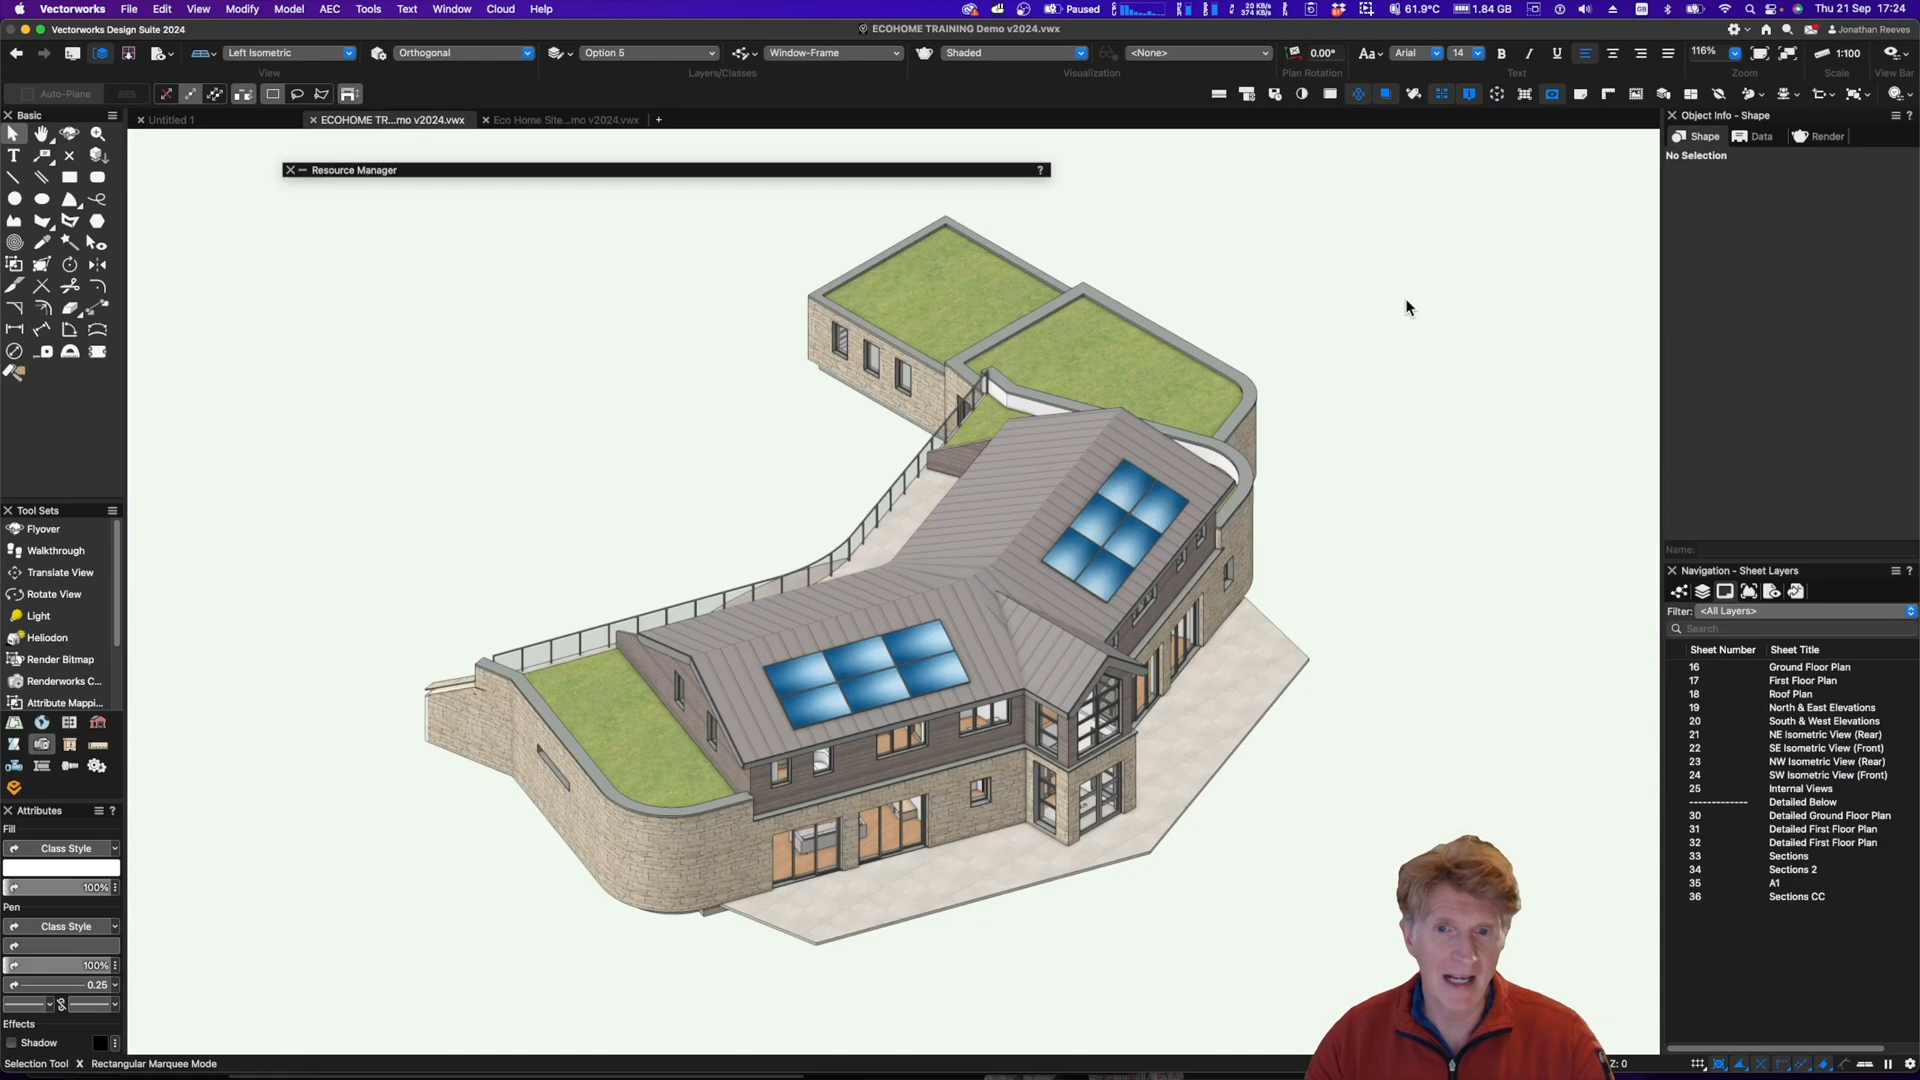 Vectorworks File Edit View Modify Model AEC Tools Text Window Cloud Help Paused 20 KB/s 374 KB/s 61.9°C 1.84 GB Thu 21 Sep 17:24
Vectorworks Design Suite 2024 ECOHOME TRAINING Demo v2024.vwx Jonathan Reeves
Left Isometric Orthogonal Option 5 Window-Frame Shaded <None> 0.00° Aa Arial 14 B I U 116% 1:100
View Layers/Classes Visualization Plan Rotation Text Zoom Scale View Bar
Auto-Plane
Basic Untitled 1 ECOHOME TR...mo v2024.vwx Eco Home Site...mo v2024.vwx + Object Info - Shape ?
Shape Data Render
No Selection
Resource Manager ?
Tool Sets
Flyover
Walkthrough
Translate View
Rotate View
Light
Heliodon
Render Bitmap
Renderworks C...
Attribute Mappi...
Attributes ?
Fill
Class Style
100%
Pen
Class Style
100%
0.25
Effects
Shadow
Selection Tool X Rectangular Marquee Mode Z: 0
Name:
Navigation - Sheet Layers ?
Filter: <All Layers>
Search
Sheet Number Sheet Title
16 Ground Floor Plan
17 First Floor Plan
18 Roof Plan
19 North & East Elevations
20 South & West Elevations
21 NE Isometric View (Rear)
22 SE Isometric View (Front)
23 NW Isometric View (Rear)
24 SW Isometric View (Front)
25 Internal Views
------------- Detailed Below
30 Detailed Ground Floor Plan
31 Detailed First Floor Plan
32 Detailed First Floor Plan
33 Sections
34 Sections 2
35 A1
36 Sections CC